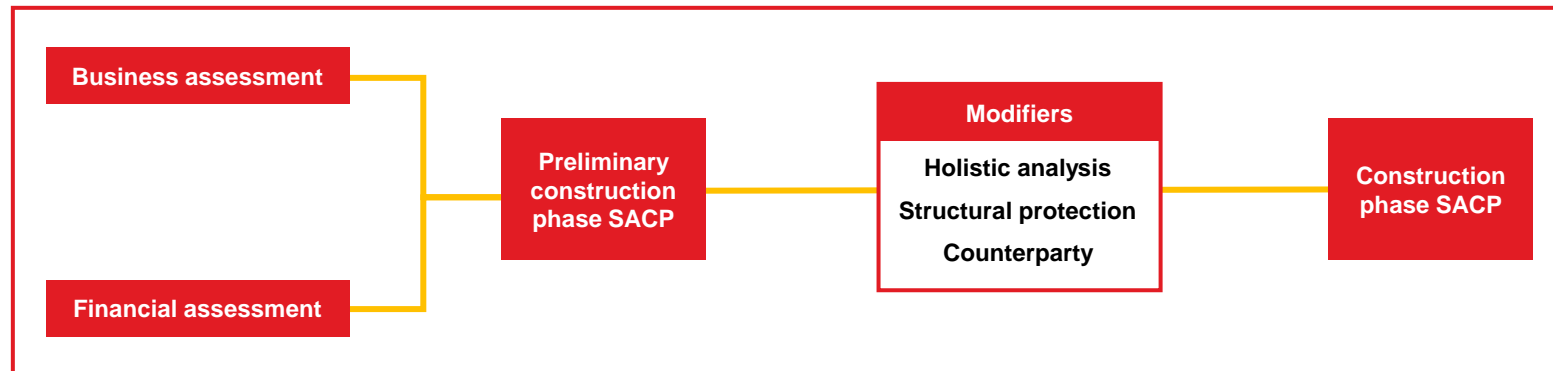 Business assessment
Financial assessment
Preliminary
construction
phase SACP
Modifiers
Holistic analysis
Structural protection
Counterparty
Construction
phase SACP